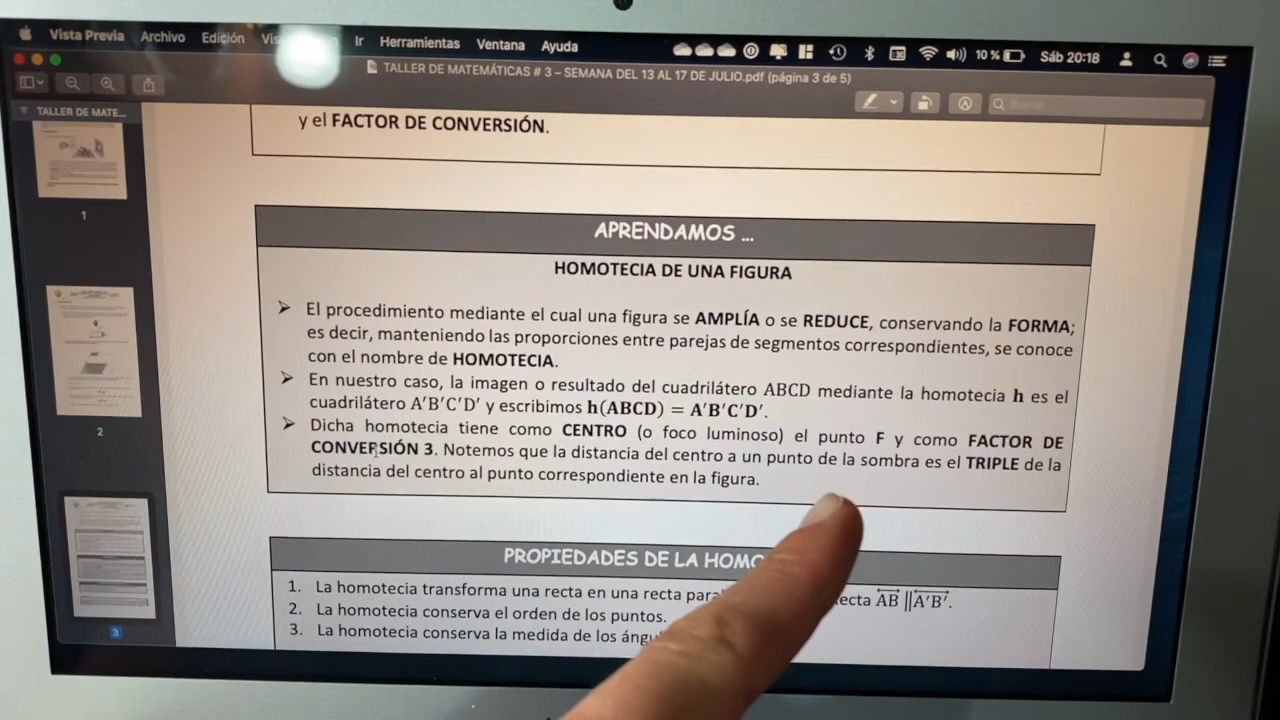 Vista Previa Archivo Edición Ir Herramientas Ventana Ayuda 10 % Sáb 20:18
TALLER DE MATEMÁTICAS # 3 – SEMANA DEL 13 AL 17 DE JULIO.pdf (página 3 de 5)
TALLER DE MATE...
1
2
3
y el FACTOR DE CONVERSIÓN.
APRENDAMOS ...
HOMOTECIA DE UNA FIGURA
➢ El procedimiento mediante el cual una figura se AMPLÍA o se REDUCE, conservando la FORMA;
es decir, manteniendo las proporciones entre parejas de segmentos correspondientes, se conoce
con el nombre de HOMOTECIA.
➢ En nuestro caso, la imagen o resultado del cuadrilátero ABCD mediante la homotecia h es el
cuadrilátero A′B′C′D′ y escribimos h(ABCD) = A′B′C′D′.
➢ Dicha homotecia tiene como CENTRO (o foco luminoso) el punto F y como FACTOR DE
CONVERSIÓN 3. Notemos que la distancia del centro a un punto de la sombra es el TRIPLE de la
distancia del centro al punto correspondiente en la figura.
PROPIEDADES DE LA HOMO
1. La homotecia transforma una recta en una recta para ecta AB ||A′B′.
2. La homotecia conserva el orden de los puntos.
3. La homotecia conserva la medida de los ángu